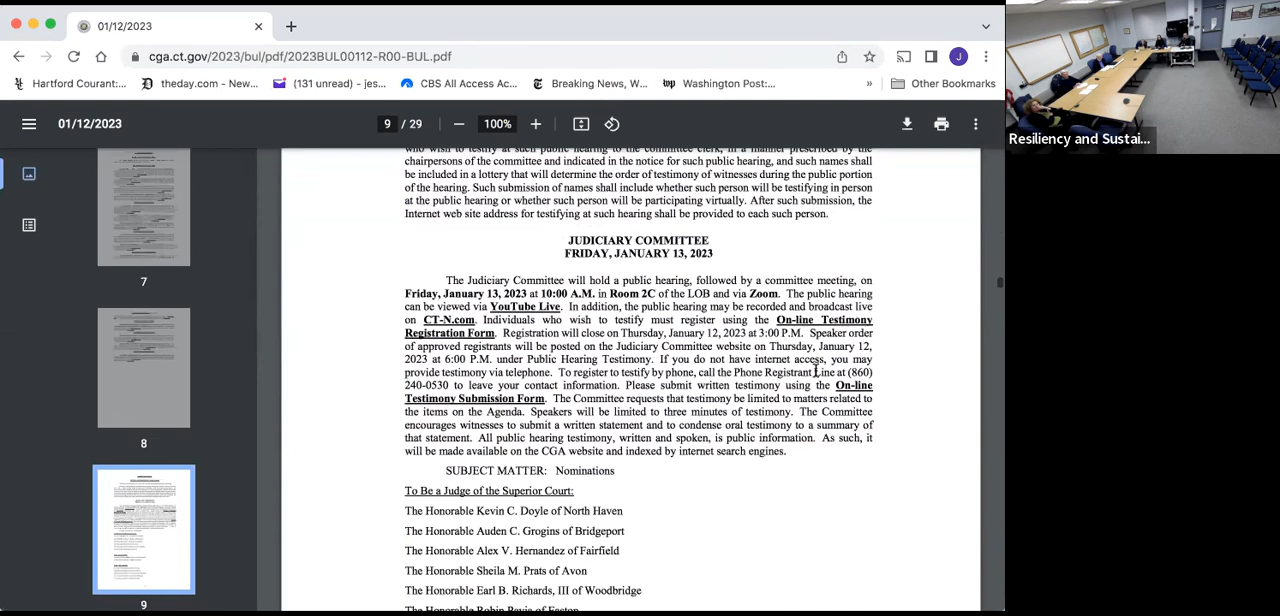 01/12/2023
cga.ct.gov/2023/bul/pdf/2023BUL00112-R00-BUL.pdf
J
Hartford Courant:...
theday.com - New...
(131 unread) - jes...
CBS All Access Ac...
Breaking News, W...
Washington Post:...
»
Other Bookmarks
01/12/2023
9 / 29
100%
7
8
9
who wish to testify at such public hearing to the committee clerk, in a manner prescribed by the
chairpersons of the committee and indicated in the notice for such public hearing, and such names shall
be included in a lottery that will determine the order of testimony of witnesses during the public portion
of the hearing. Such submission of names shall include whether such person will be testifying in person
at the public hearing or whether such person will be participating virtually. After such submission, the
Internet web site address for testifying at such hearing shall be provided to each such person.
JUDICIARY COMMITTEE
FRIDAY, JANUARY 13, 2023
The Judiciary Committee will hold a public hearing, followed by a committee meeting, on
Friday, January 13, 2023 at 10:00 A.M. in Room 2C of the LOB and via Zoom. The public hearing
can be viewed via YouTube Live. In addition, the public hearing may be recorded and broadcast live
on CT-N.com. Individuals who wish to testify must register using the On-line Testimony
Registration Form. Registration will close on Thursday, January 12, 2023 at 3:00 P.M. Speaker order
of approved registrants will be posted on the Judiciary Committee website on Thursday, January 12,
2023 at 6:00 P.M. under Public Hearing Testimony. If you do not have internet access, you may
provide testimony via telephone. To register to testify by phone, call the Phone Registrant Line at (860)
240-0530 to leave your contact information. Please submit written testimony using the On-line
Testimony Submission Form. The Committee requests that testimony be limited to matters related to
the items on the Agenda. Speakers will be limited to three minutes of testimony. The Committee
encourages witnesses to submit a written statement and to condense oral testimony to a summary of
that statement. All public hearing testimony, written and spoken, is public information. As such, it
will be made available on the CGA website and indexed by internet search engines.
SUBJECT MATTER: Nominations
To Be a Judge of the Superior Court:
The Honorable Kevin C. Doyle of North Haven
The Honorable Auden C. Grogins of Bridgeport
The Honorable Alex V. Hernandez of Fairfield
The Honorable Sheila M. Prats of Avon
The Honorable Earl B. Richards, III of Woodbridge
The Honorable Robin Pavia of Easton
Resiliency and Sustai...